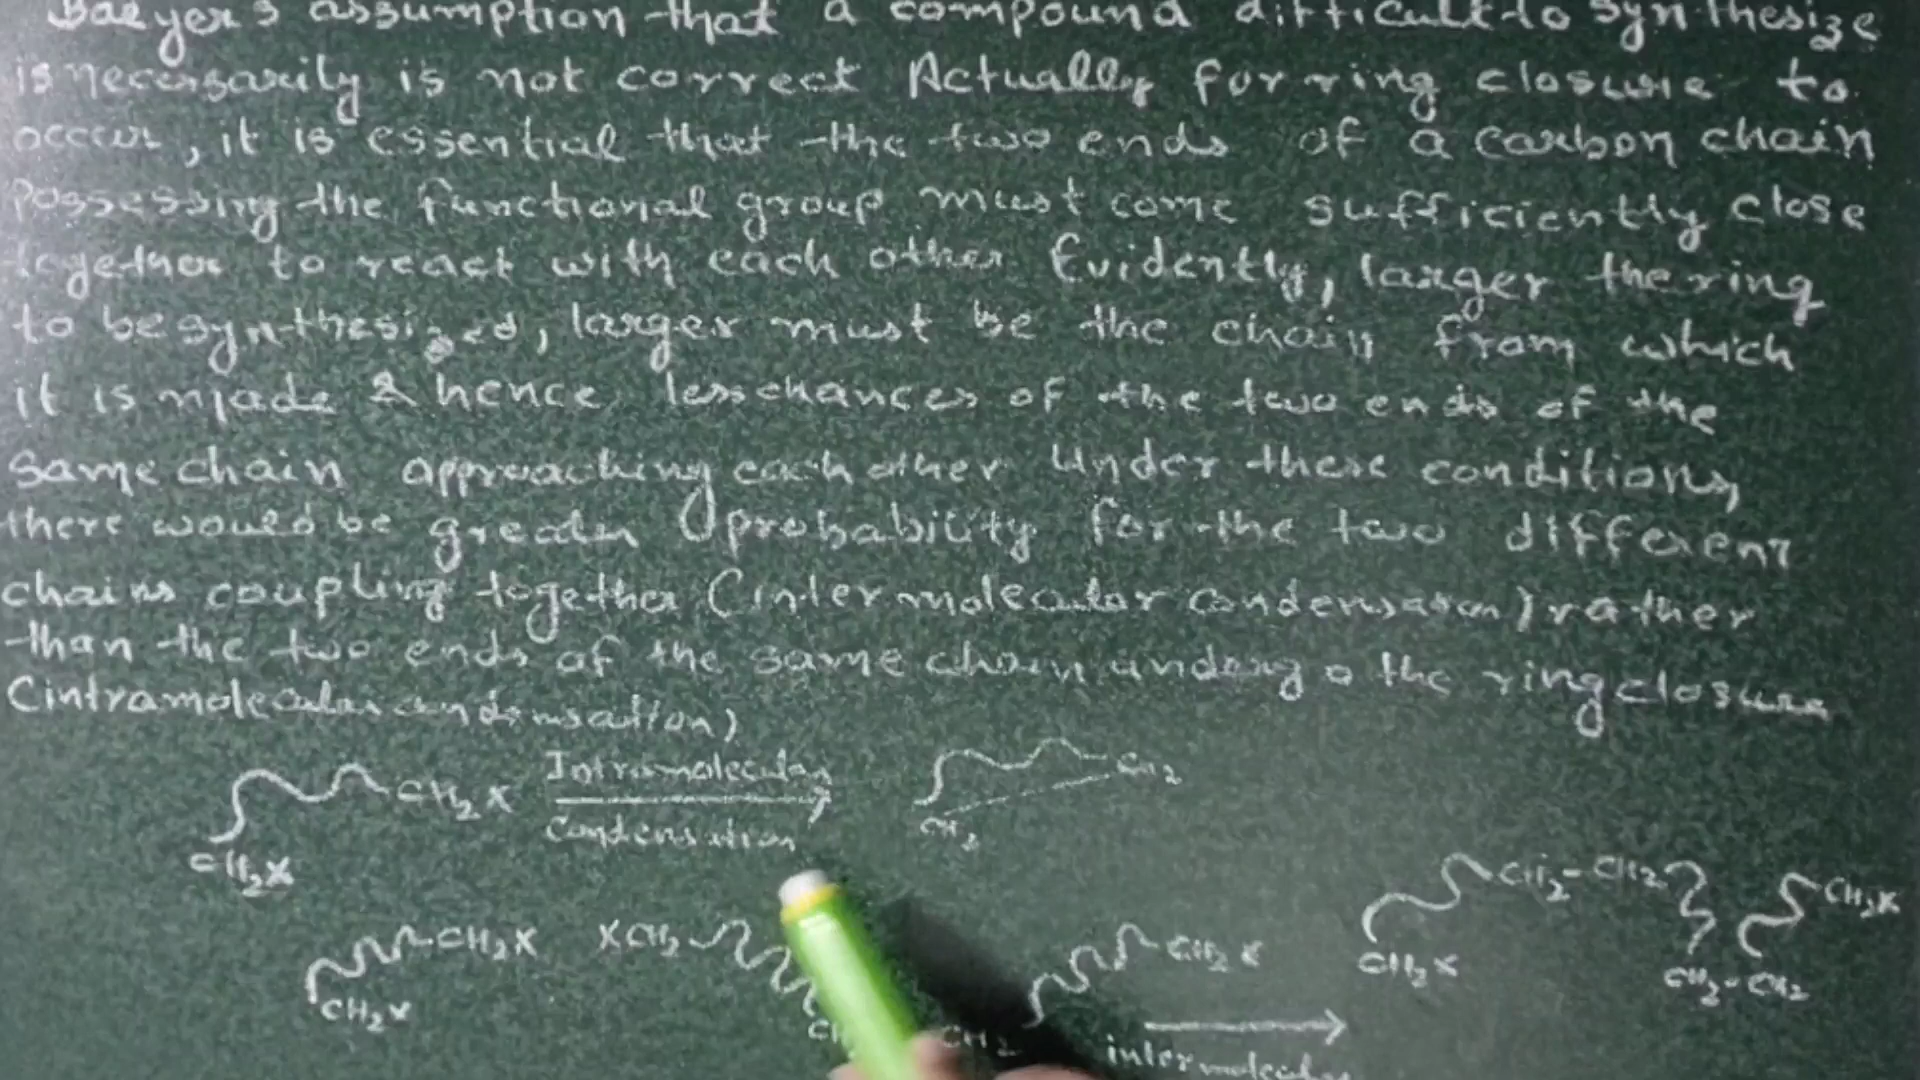 Baeyer's assumption that a compound difficult to synthesize
is necessarily is not correct Actually for ring closure to
occur, it is essential that the two ends of a carbon chain
possessing the functional group must come sufficiently close
together to react with each other Evidently, larger the ring
to be synthesized, larger must be the chain from which
it is made & hence less chances of the two ends of the
same chain approaching each other Under these conditions,
there would be greater probability for the two different
chains coupling together (intermolecular condensation) rather
than the two ends of the same chain undergo the ring closure
(intramolecular condensation)
CH2X Intramolecular CH2
CH2X Condensation CH2
CH2X XCH2 CH2X CH2-CH2 CH2X
CH2X CH2 CH2X CH2-CH2
intermolecular